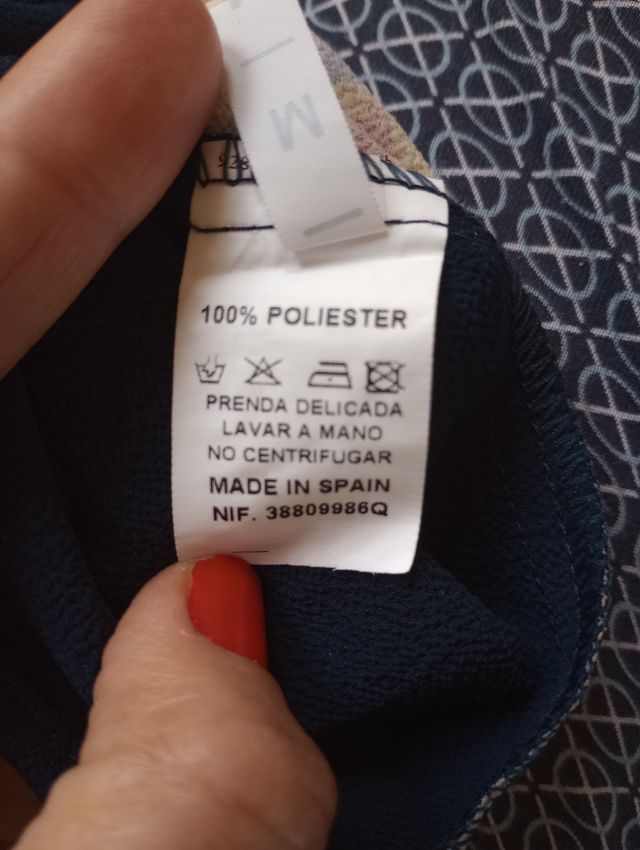 M
100% POLIESTER
PRENDA DELICADA
LAVAR A MANO
NO CENTRIFUGAR
MADE IN SPAIN
NIF. 38809986Q